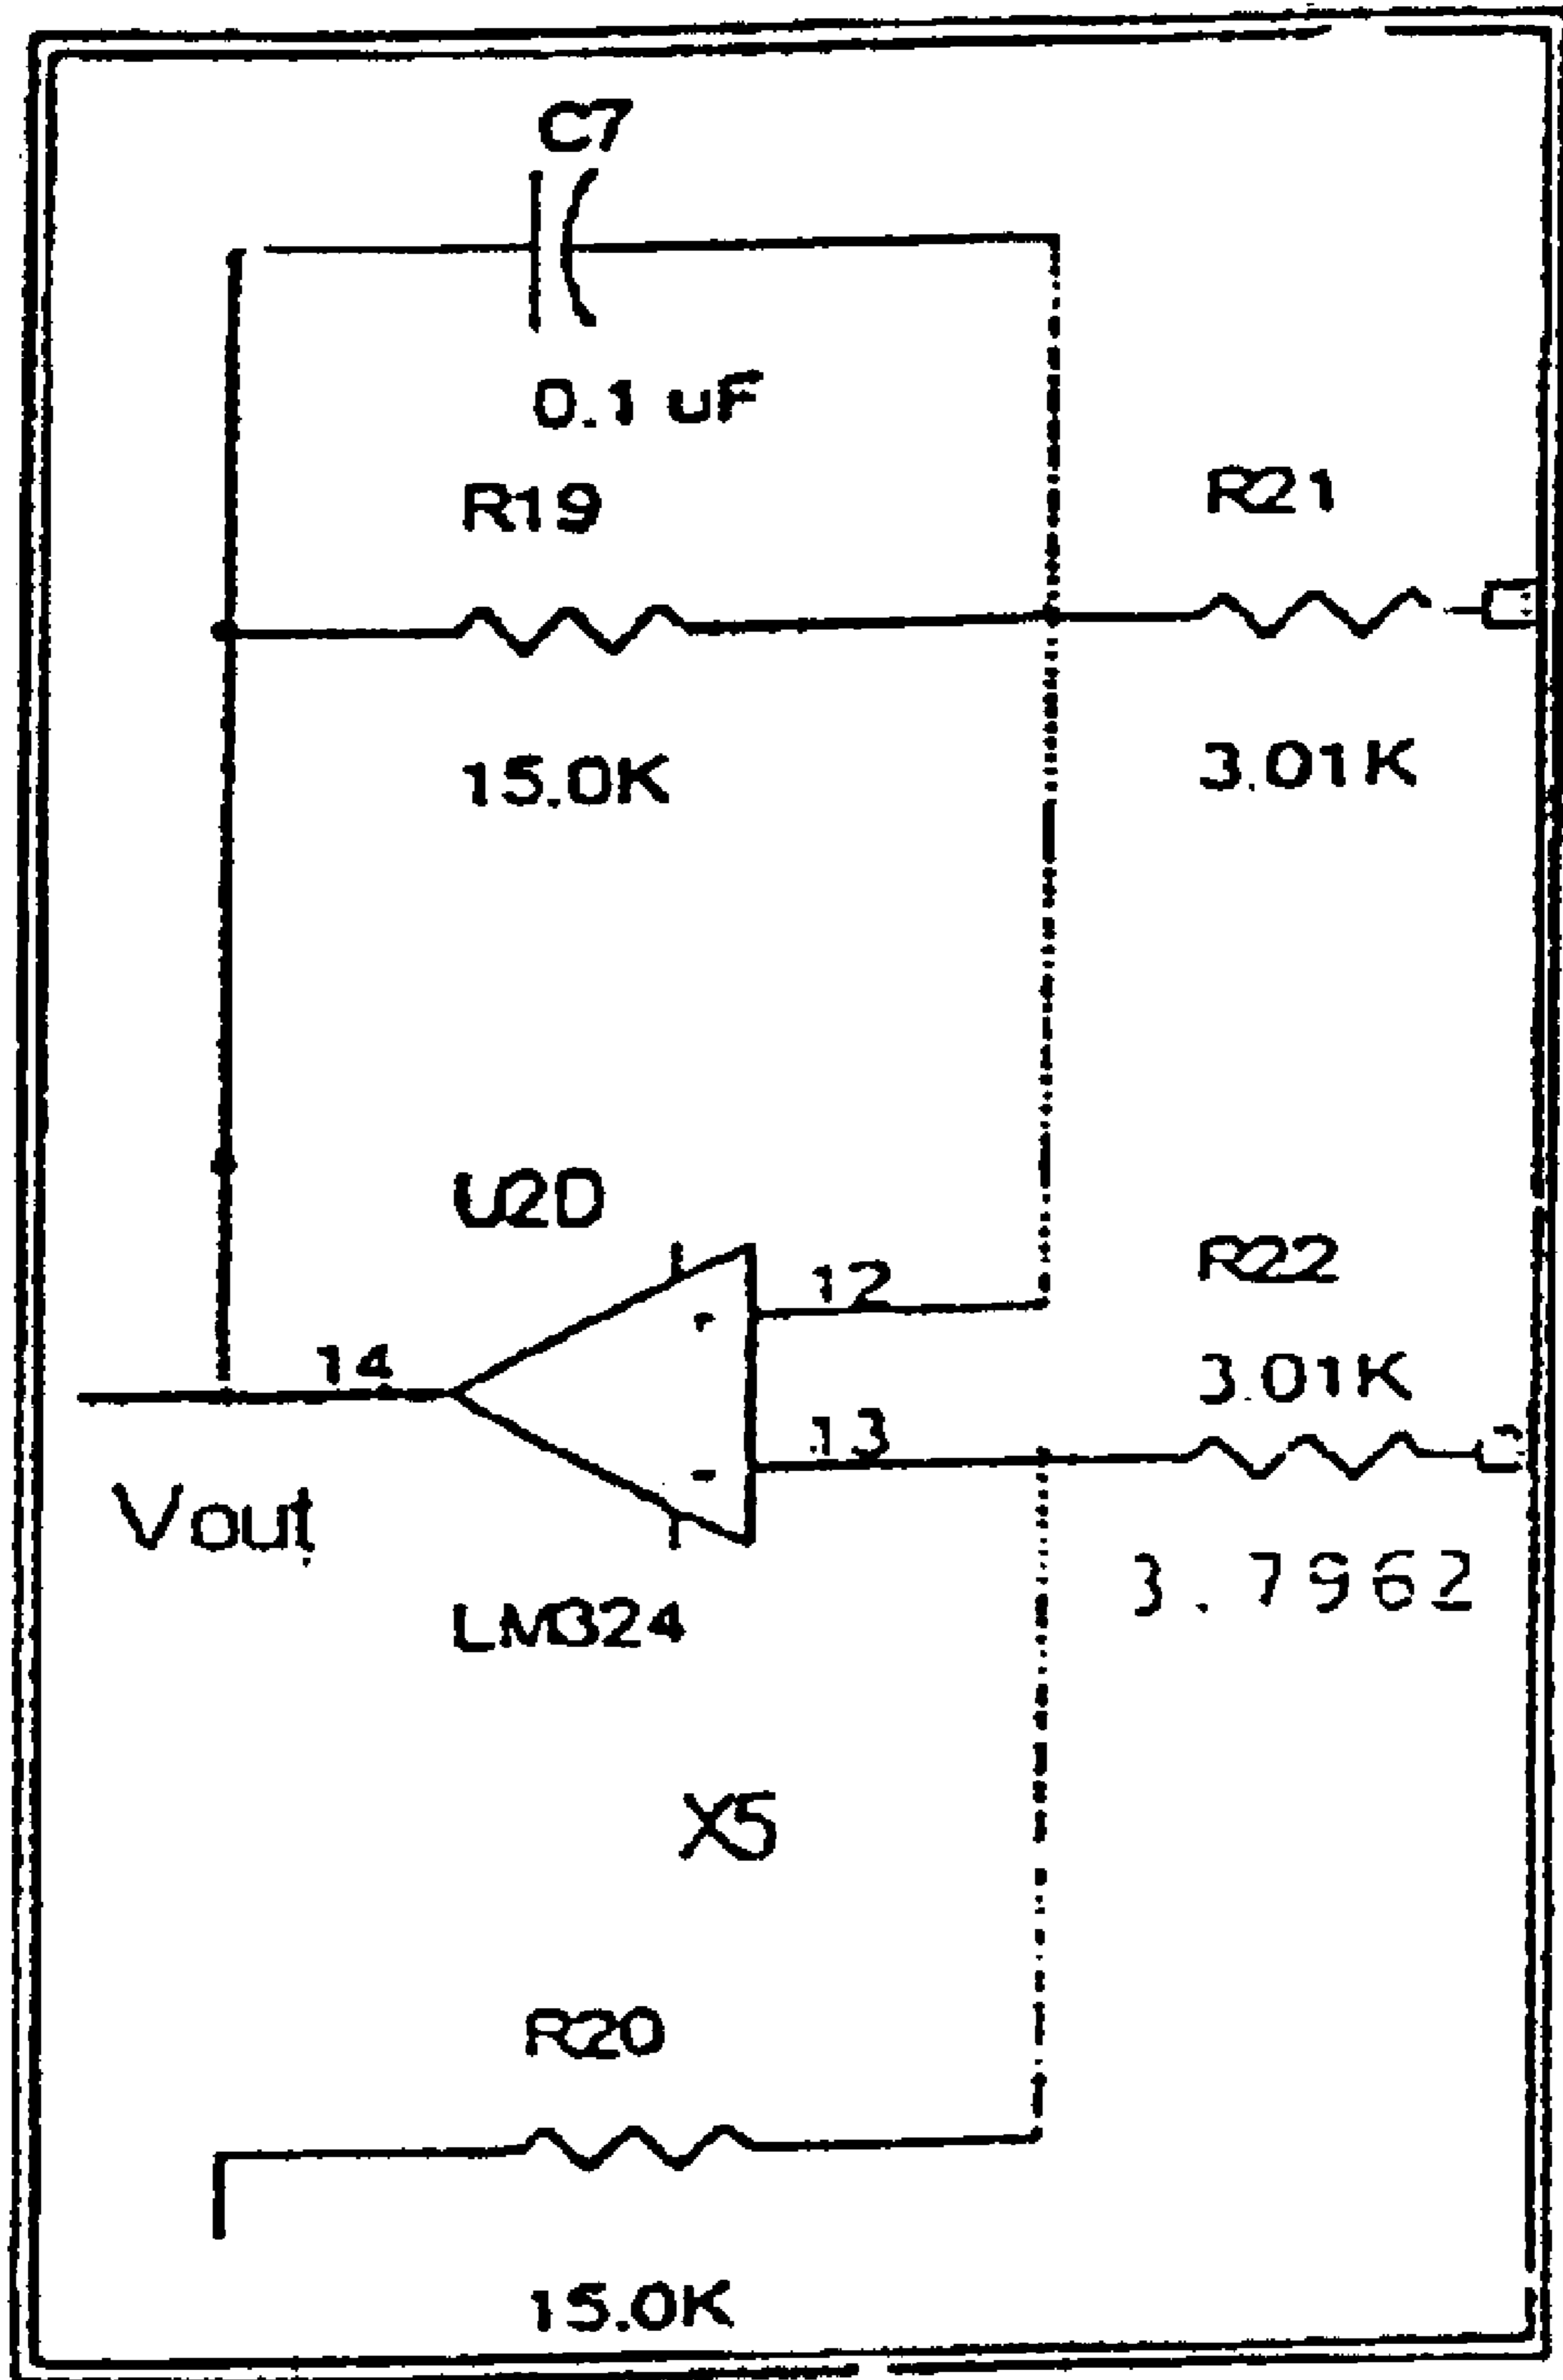 C7
0.1 uF
R19
R21
15.0K
3.01K
U2D
12
R22
14
3.01K
13
Vout
3.7962
LM324
X5
R20
15.0K